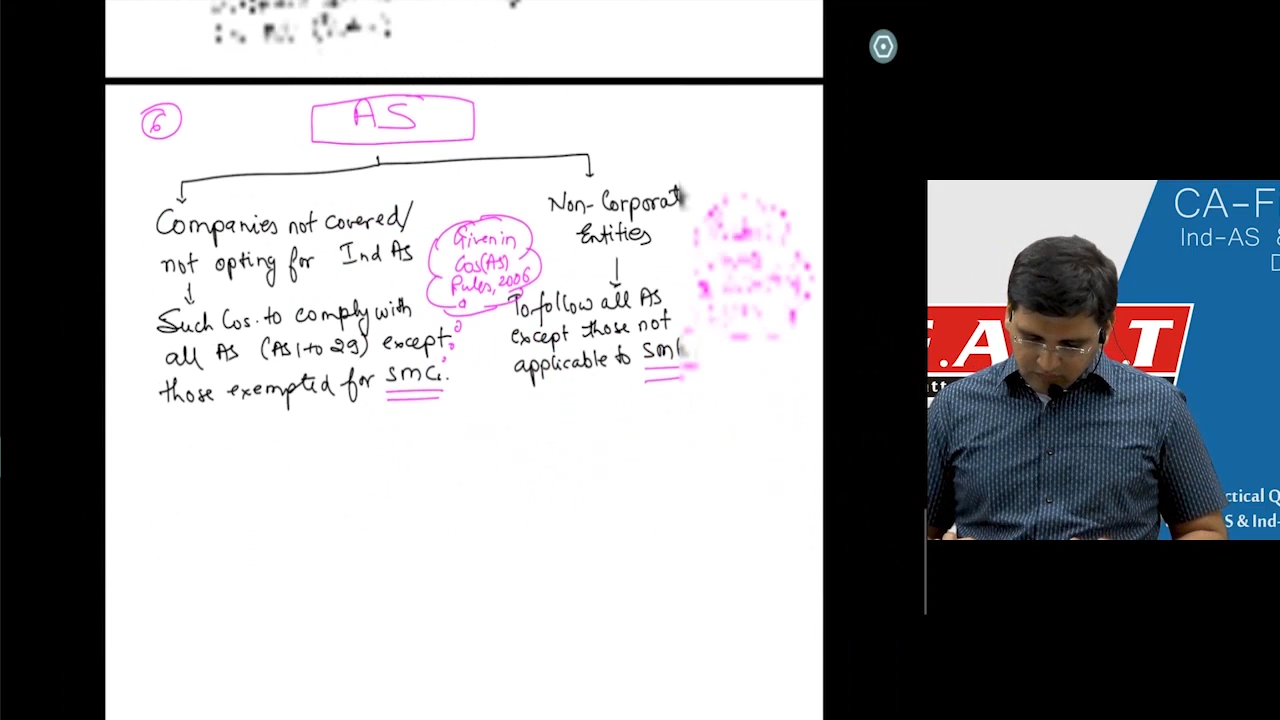 6
AS
Companies not covered/
not opting for Ind AS
Such Cos. to comply with
all AS (AS 1 to 29) except
those exempted for SMC.
Given in
Cos(AS)
Rules, 2006
Non-Corporat
Entities
To follow all AS
except those not
applicable to SM
CA-F
Ind-AS &
D
.A T
ctical Q
S & Ind-